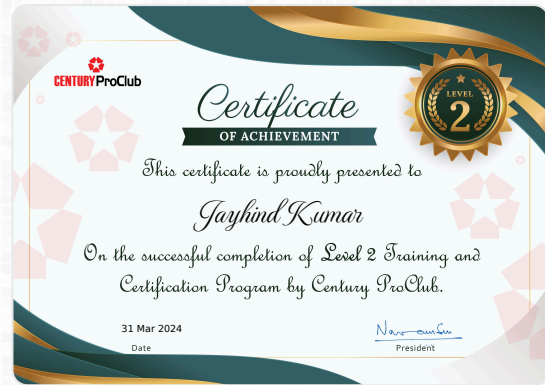 CENTURY ProClub
LEVEL
2
Certificate
OF ACHIEVEMENT
This certificate is proudly presented to
Jayhind Kumar
On the successful completion of Level 2 Training and
Certification Program by Century ProClub.
31 Mar 2024
Date
President